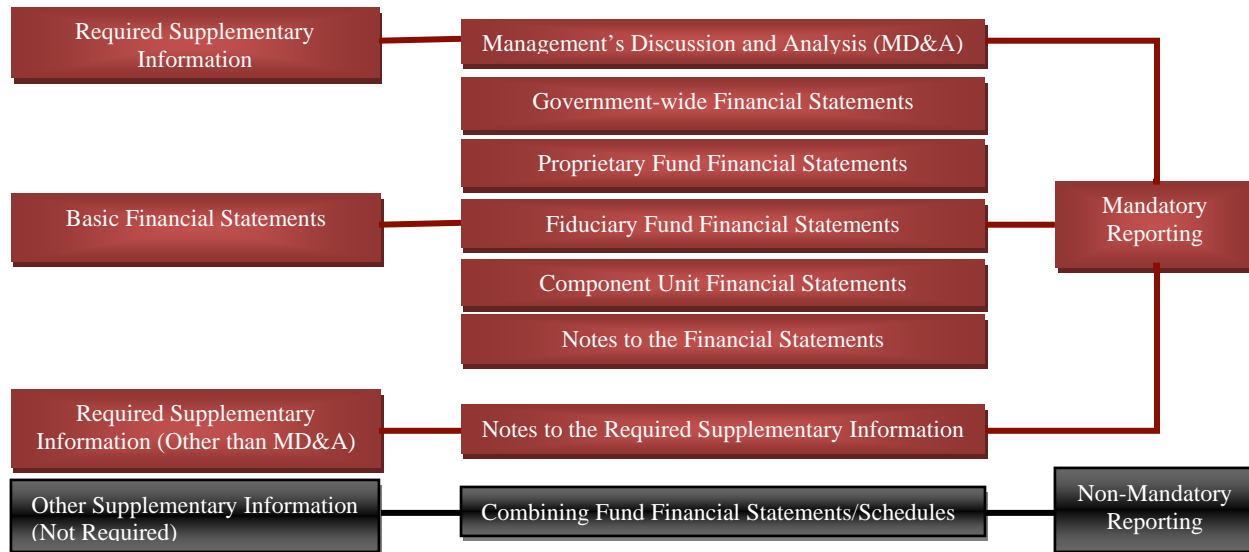 Required Supplementary
Information
Management’s Discussion and Analysis (MD&A)
Government-wide Financial Statements
Proprietary Fund Financial Statements
Basic Financial Statements
Fiduciary Fund Financial Statements
Mandatory
Reporting
Component Unit Financial Statements
Notes to the Financial Statements
Required Supplementary
Information (Other than MD&A)
Notes to the Required Supplementary Information
Other Supplementary Information
(Not Required)
Combining Fund Financial Statements/Schedules
Non-Mandatory
Reporting